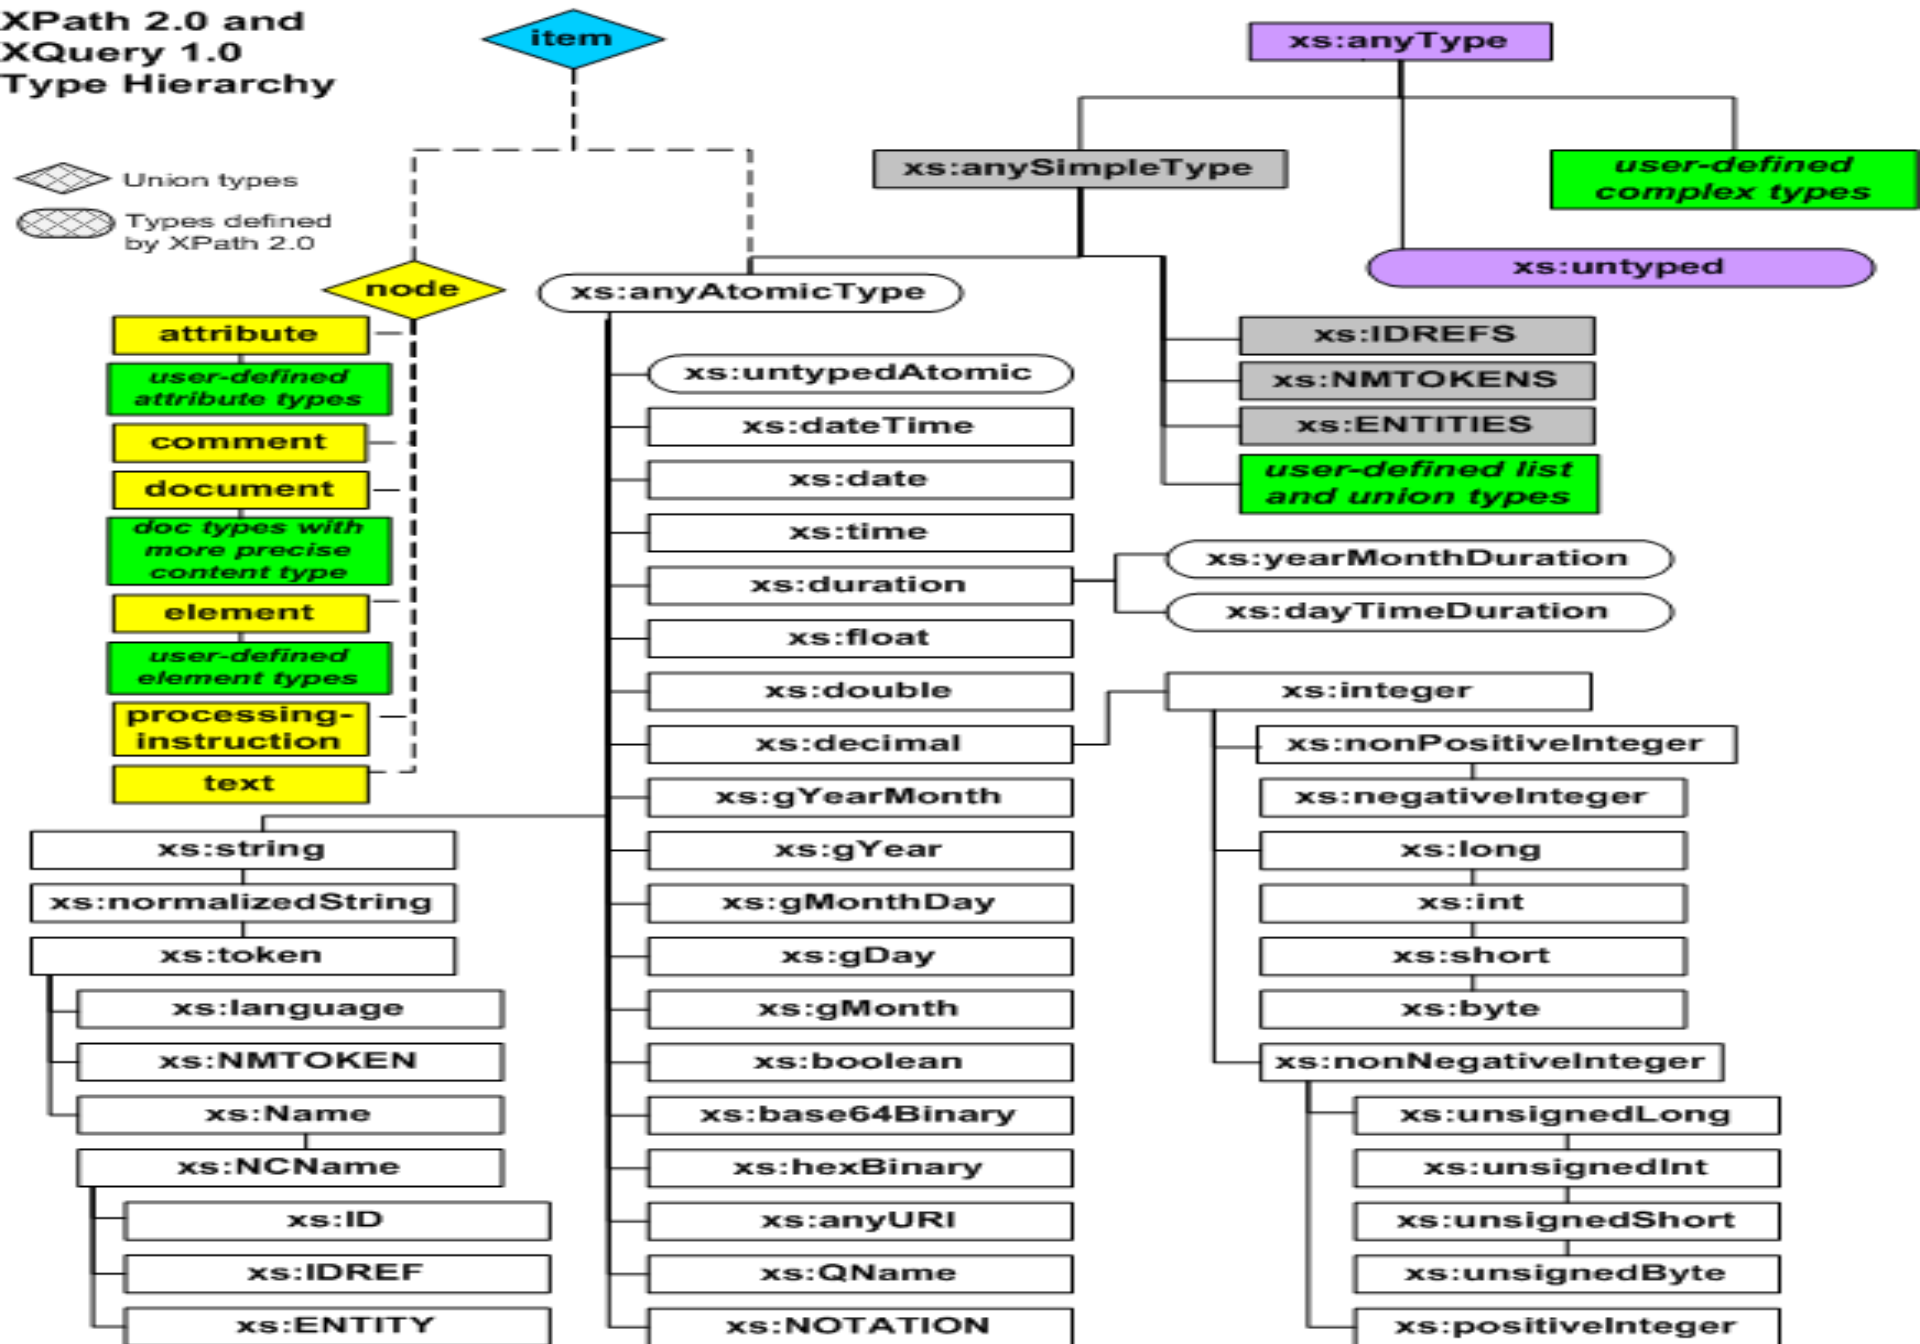 XPath 2.0 and
XQuery 1.0
Type Hierarchy
Union types
Types defined
by XPath 2.0
item
xs:anyType
xs:anySimpleType
user-defined
complex types
xs:untyped
node
xs:anyAtomicType
attribute
user-defined
attribute types
comment
document
doc types with
more precise
content type
element
user-defined
element types
processing-
instruction
text
xs:IDREFS
xs:NMTOKENS
xs:ENTITIES
user-defined list
and union types
xs:untypedAtomic
xs:dateTime
xs:date
xs:time
xs:duration
xs:yearMonthDuration
xs:dayTimeDuration
xs:float
xs:double
xs:decimal
xs:gYearMonth
xs:gYear
xs:gMonthDay
xs:gDay
xs:gMonth
xs:boolean
xs:base64Binary
xs:hexBinary
xs:anyURI
xs:QName
xs:NOTATION
xs:integer
xs:nonPositiveInteger
xs:negativeInteger
xs:long
xs:int
xs:short
xs:byte
xs:nonNegativeInteger
xs:unsignedLong
xs:unsignedInt
xs:unsignedShort
xs:unsignedByte
xs:positiveInteger
xs:string
xs:normalizedString
xs:token
xs:language
xs:NMTOKEN
xs:Name
xs:NCName
xs:ID
xs:IDREF
xs:ENTITY